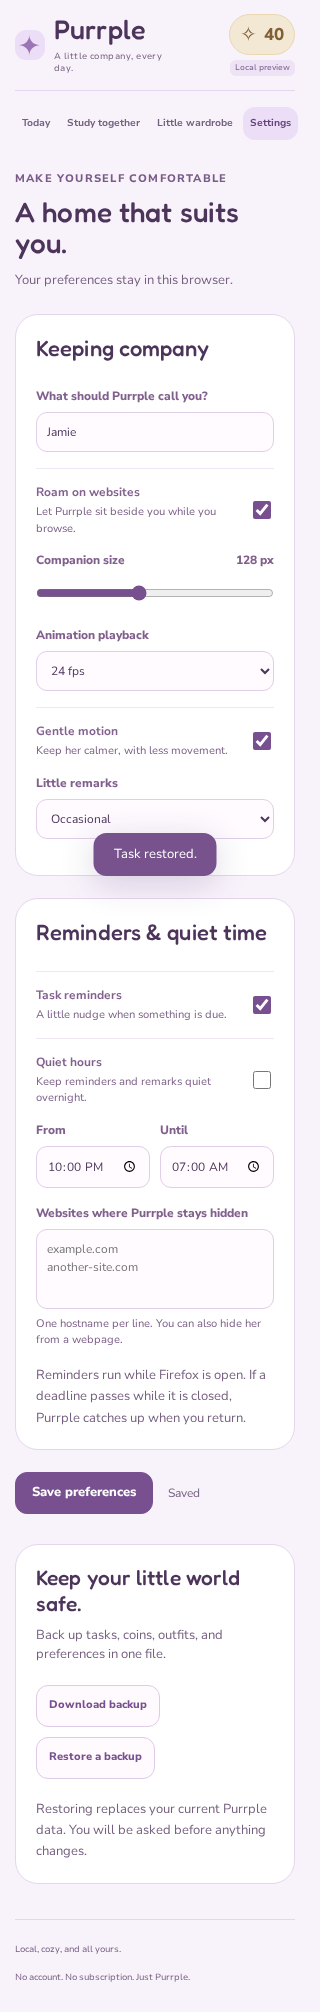 Purrple
A little company, every
day.
✧ 40
Local preview
Today Study together Little wardrobe Settings
MAKE YOURSELF COMFORTABLE
A home that suits
you.
Your preferences stay in this browser.
Keeping company
What should Purrple call you?
Jamie
Roam on websites
Let Purrple sit beside you while you
browse.
Companion size 128 px
Animation playback
24 fps
Gentle motion
Keep her calmer, with less movement.
Little remarks
Occasional
Task restored.
Reminders & quiet time
Task reminders
A little nudge when something is due.
Quiet hours
Keep reminders and remarks quiet
overnight.
From Until
10:00 PM 07:00 AM
Websites where Purrple stays hidden
example.com
another-site.com
One hostname per line. You can also hide her
from a webpage.
Reminders run while Firefox is open. If a
deadline passes while it is closed,
Purrple catches up when you return.
Save preferences Saved
Keep your little world
safe.
Back up tasks, coins, outfits, and
preferences in one file.
Download backup
Restore a backup
Restoring replaces your current Purrple
data. You will be asked before anything
changes.
Local, cozy, and all yours.
No account. No subscription. Just Purrple.